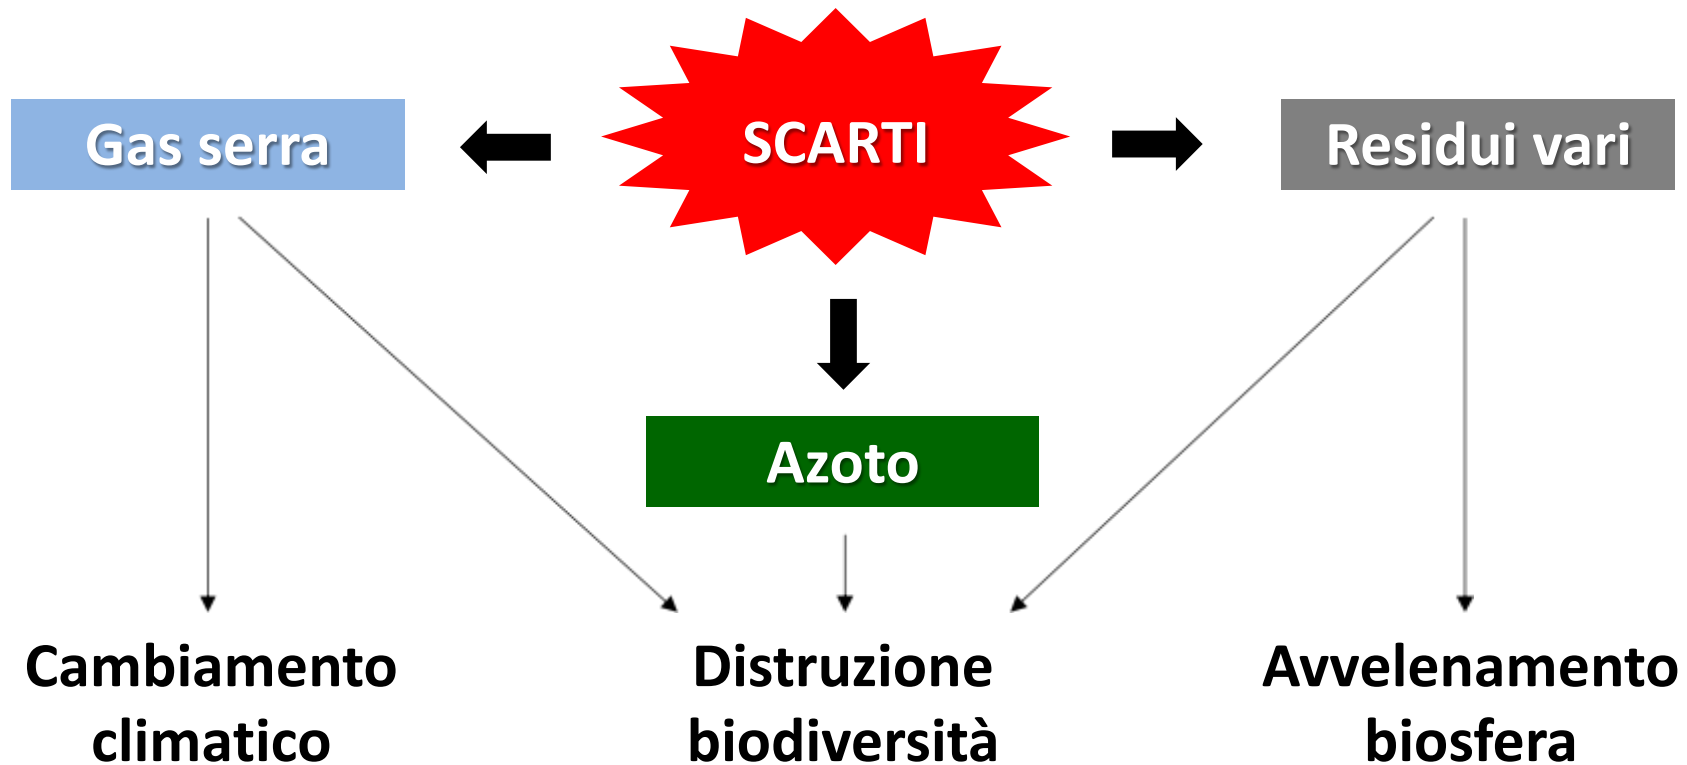 SCARTI
Gas serra
Residui vari
Azoto
Cambiamento
climatico
Distruzione
biodiversità
Avvelenamento
biosfera